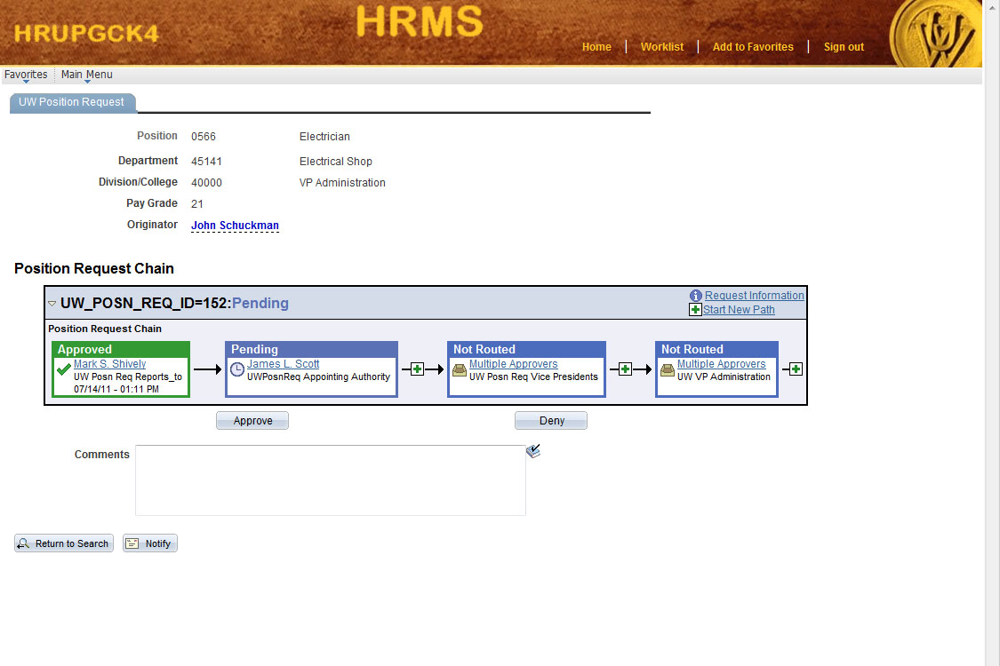 HRUPGCK4
HRMS
Home | Worklist | Add to Favorites | Sign out
Favorites Main Menu
UW Position Request
Position 0566 Electrician
Department 45141 Electrical Shop
Division/College 40000 VP Administration
Pay Grade 21
Originator John Schuckman
Position Request Chain
UW_POSN_REQ_ID=152:Pending
Request Information
Start New Path
Position Request Chain
Approved
Mark S. Shively
UW Posn Req Reports_to
07/14/11 - 01:11 PM
Pending
James L. Scott
UWPosnReq Appointing Authority
Not Routed
Multiple Approvers
UW Posn Req Vice Presidents
Not Routed
Multiple Approvers
UW VP Administration
Approve Deny
Comments
Return to Search Notify